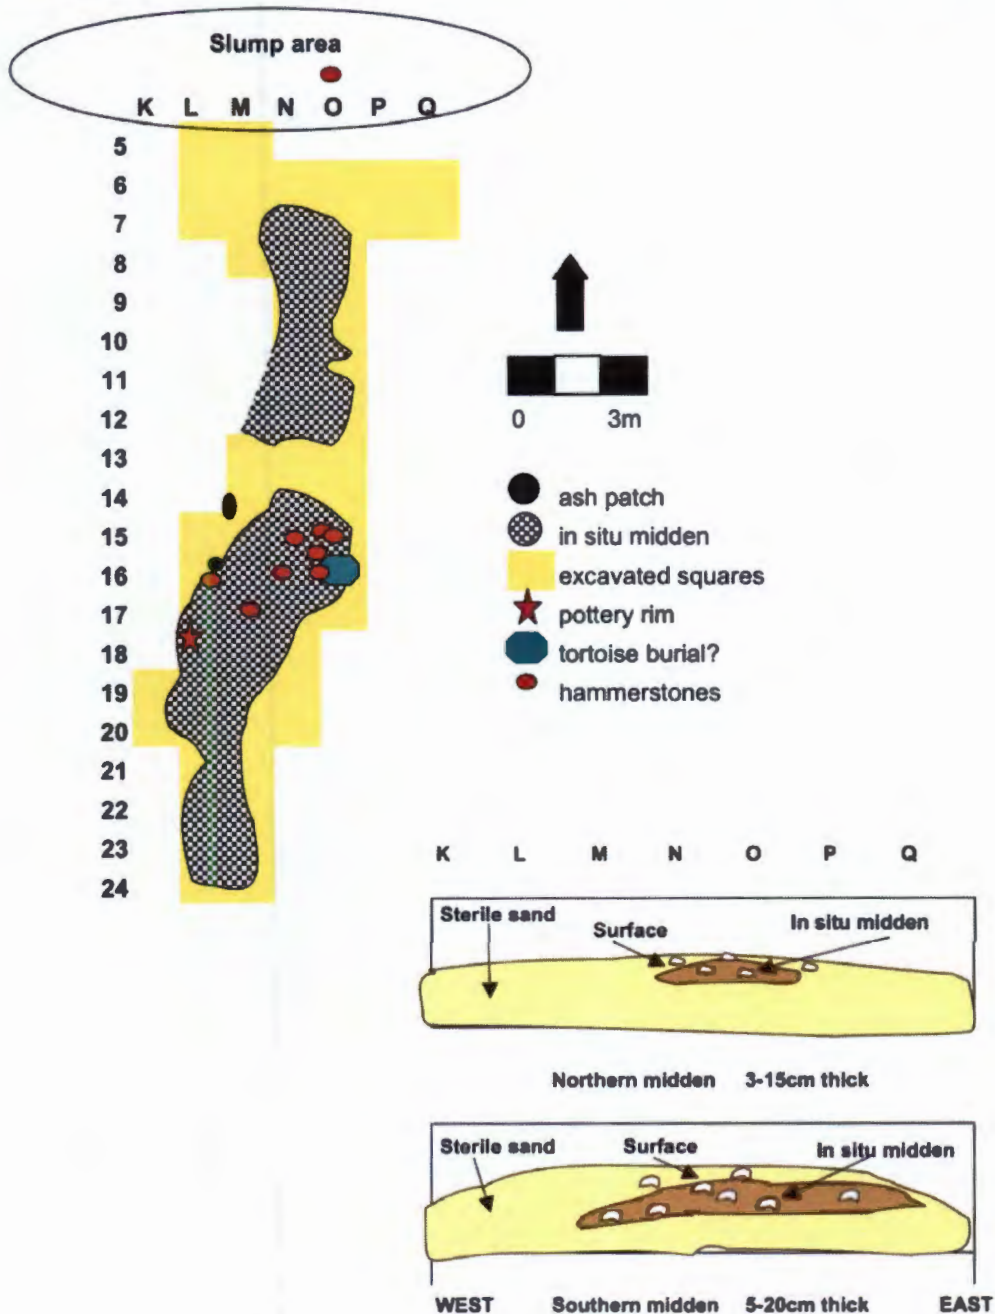 Slump area
K L M N O P Q
5
6
7
8
9
10
11
12
13
14
15
16
17
18
19
20
21
22
23
24
0 3m
ash patch
in situ midden
excavated squares
pottery rim
tortoise burial?
hammerstones
K L M N O P Q
Sterile sand
Surface
In situ midden
Northern midden 3-15cm thick
Sterile sand
Surface
In situ midden
WEST Southern midden 5-20cm thick EAST